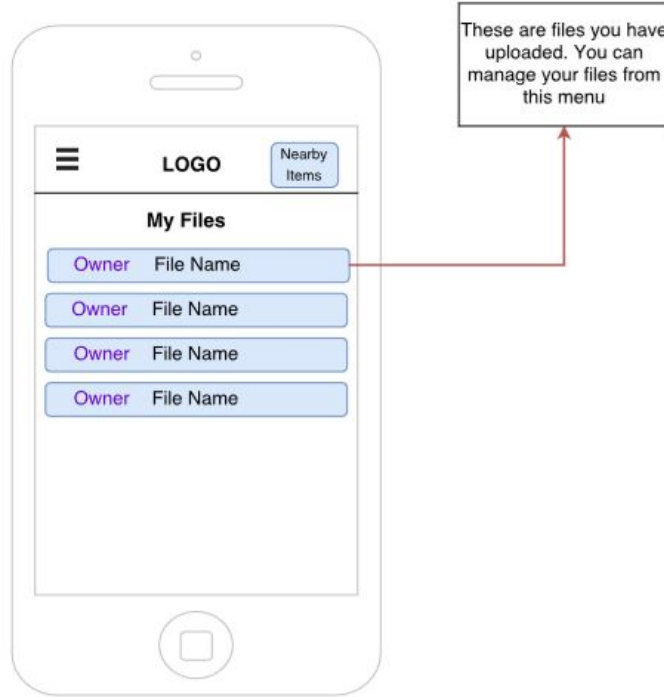 These are files you have
uploaded. You can
manage your files from
this menu
LOGO
Nearby
Items
My Files
Owner File Name
Owner File Name
Owner File Name
Owner File Name